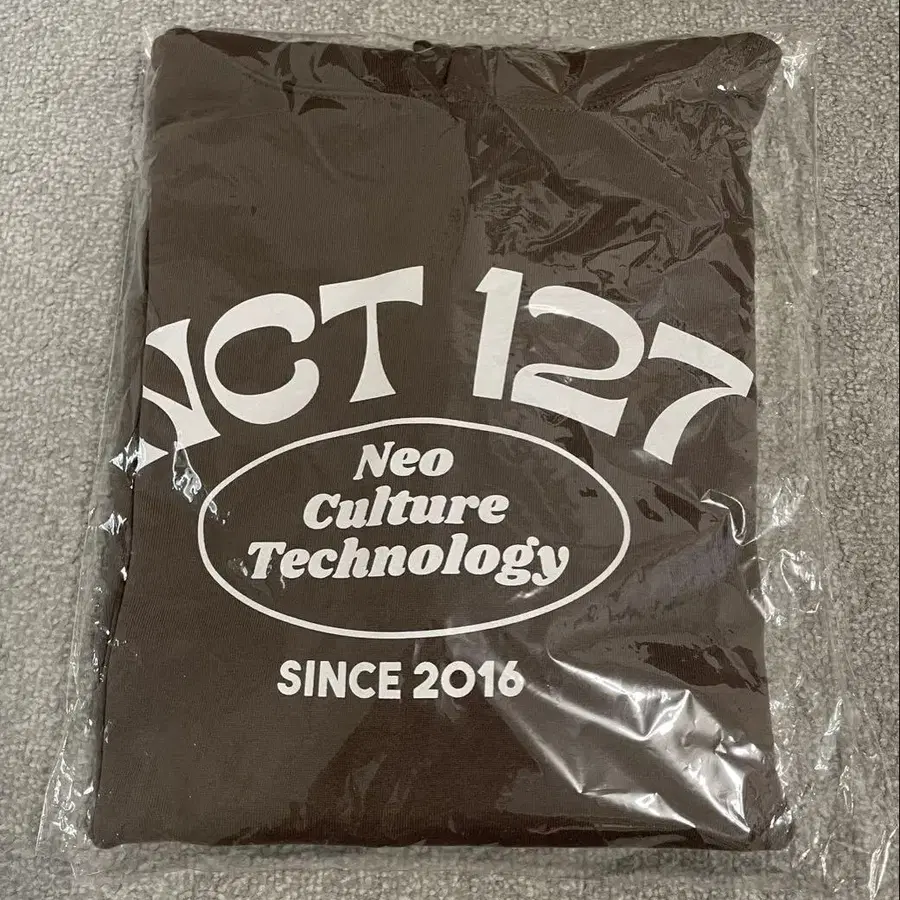 NCT 127
Neo
Culture
Technology
SINCE 2016